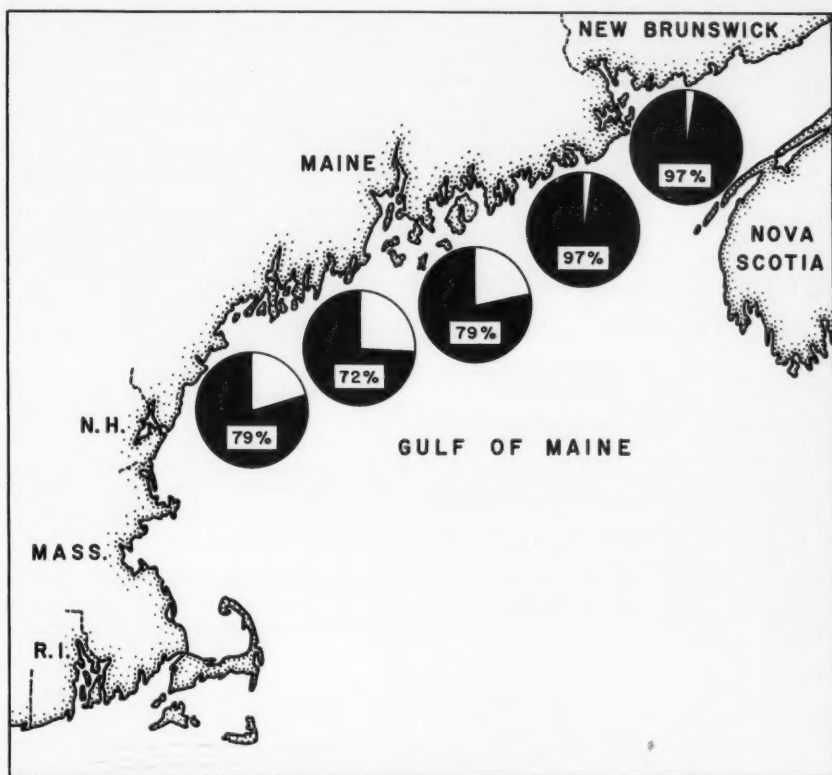 NEW BRUNSWICK
MAINE
97%
97%
NOVA
SCOTIA
79%
72%
79%
N.H.
GULF OF MAINE
MASS.
R.I.